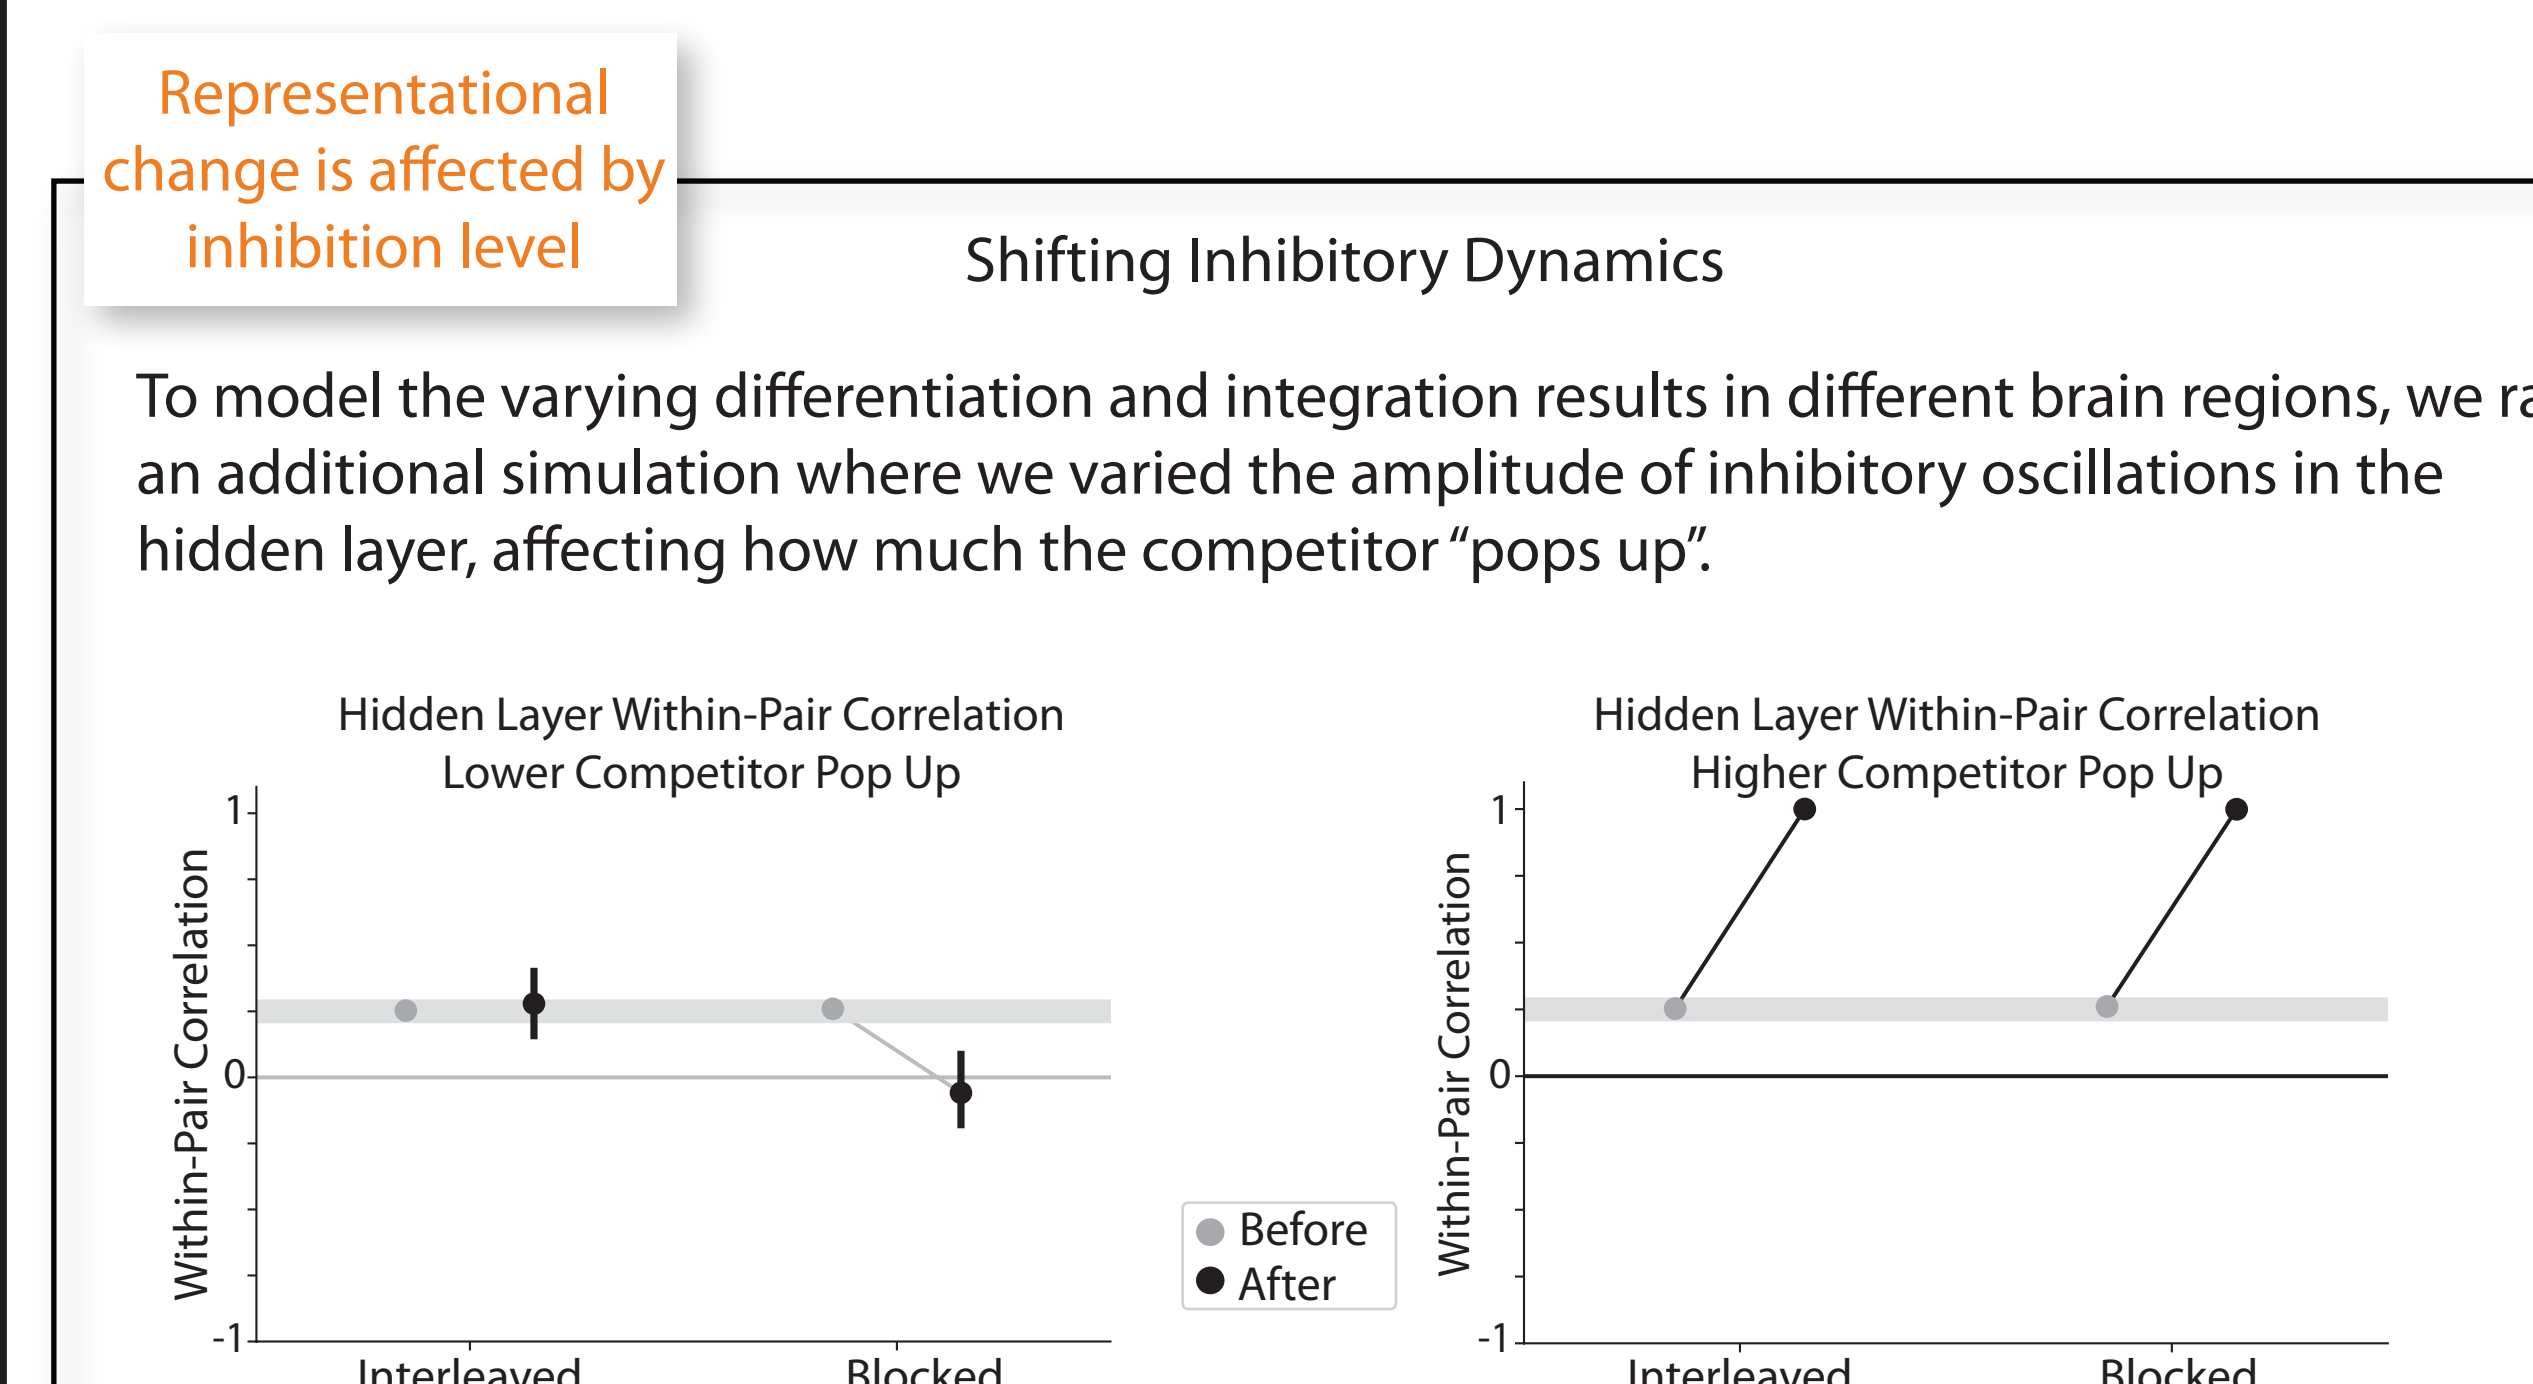 Representational
change is affected by
inhibition level
Shifting Inhibitory Dynamics
To model the varying differentiation and integration results in different brain regions, we
an additional simulation where we varied the amplitude of inhibitory oscillations in the
hidden layer, affecting how much the competitor “pops up”.
Hidden Layer Within-Pair Correlation
Lower Competitor Pop Up
1
0
-1
Within-Pair Correlation
Interleaved
Blocked
Before
After
Hidden Layer Within-Pair Correlation
Higher Competitor Pop Up
1
0
-1
Within-Pair Correlation
Interleaved
Blocked